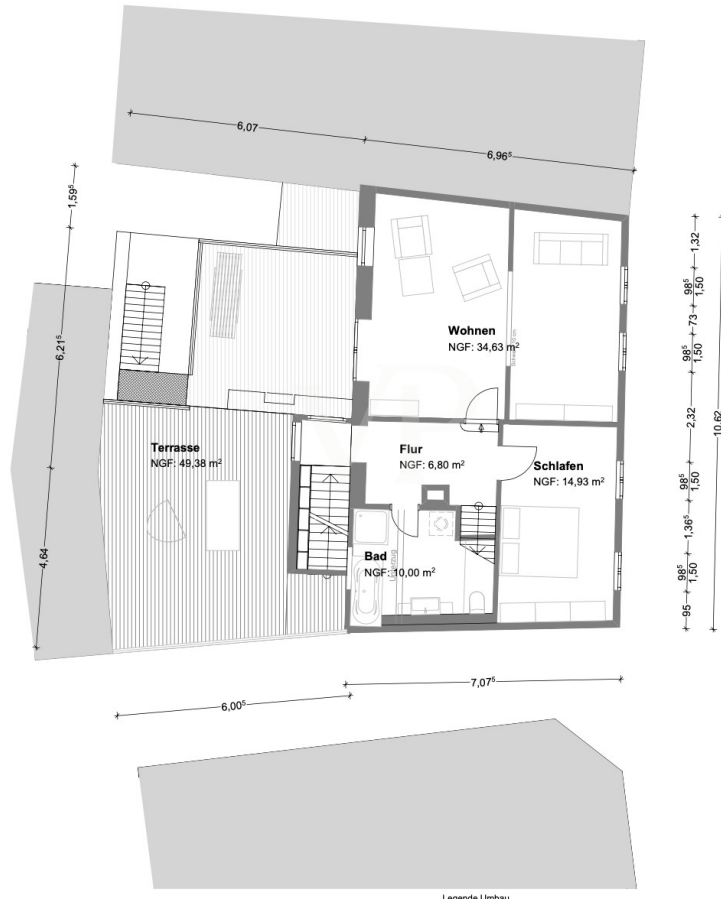 6,07
6,96⁵
1,59⁵
6,21⁵
4,64
Wohnen
NGF: 34,63 m²
Terrasse
NGF: 49,38 m²
Flur
NGF: 6,80 m²
Schlafen
NGF: 14,93 m²
Bad
NGF: 10,00 m²
1,32
98⁵
1,50
73
98⁵
1,50
2,32
98⁵
1,50
1,36⁵
98⁵
1,50
95
10,62
7,07⁵
6,00⁵
Legende Umbau